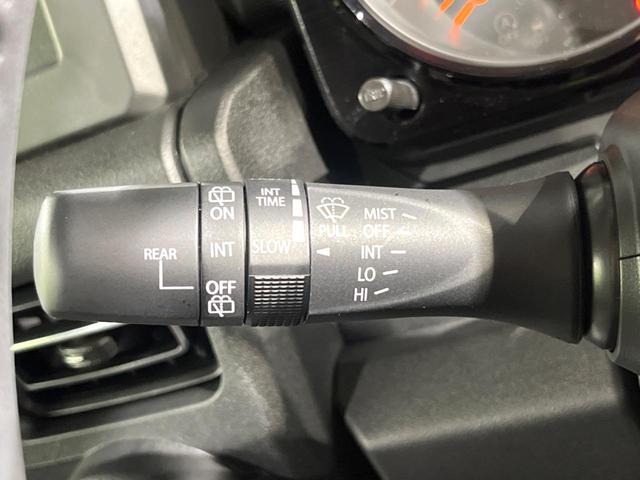 REAR
ON
INT
OFF
INT
TIME
SLOW
PULL
MIST
OFF
INT
LO
HI